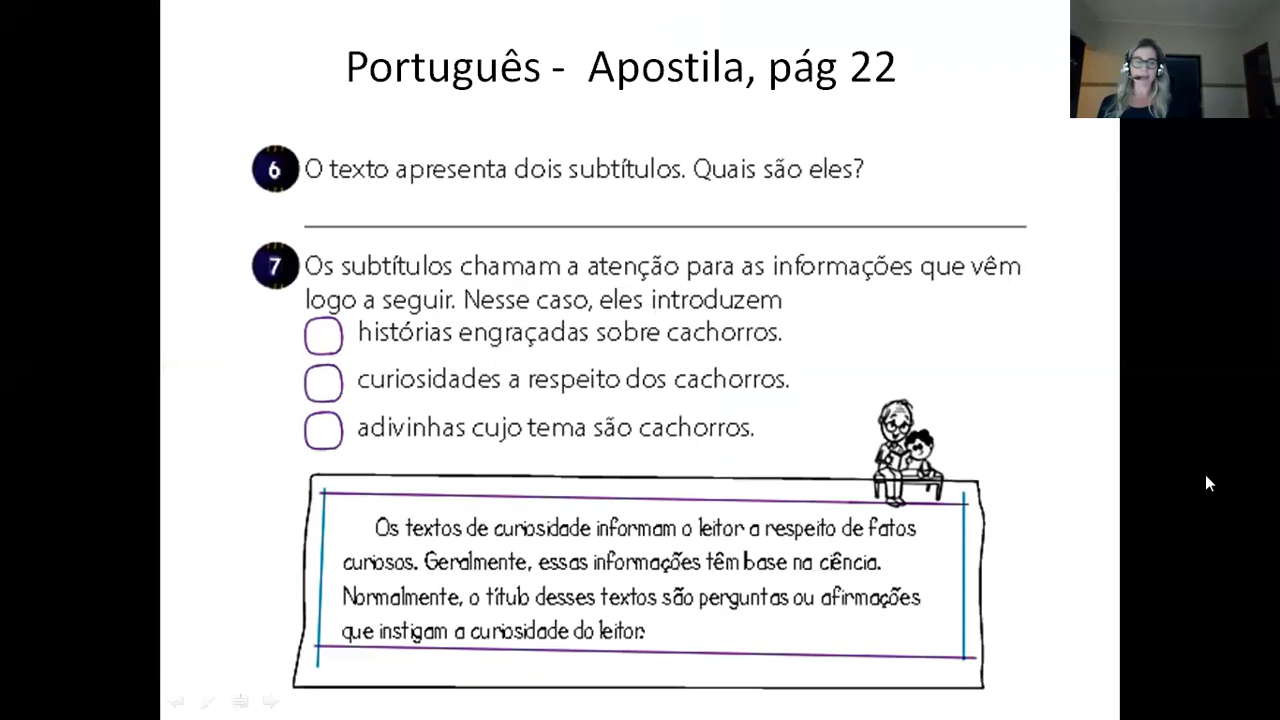 Português -  Apostila, pág 22
6 O texto apresenta dois subtítulos. Quais são eles?
7 Os subtítulos chamam a atenção para as informações que vêm
logo a seguir. Nesse caso, eles introduzem
histórias engraçadas sobre cachorros.
curiosidades a respeito dos cachorros.
adivinhas cujo tema são cachorros.
Os textos de curiosidade informam o leitor a respeito de fatos
curiosos. Geralmente, essas informações têm base na ciência.
Normalmente, o título desses textos são perguntas ou afirmações
que instigam a curiosidade do leitor.